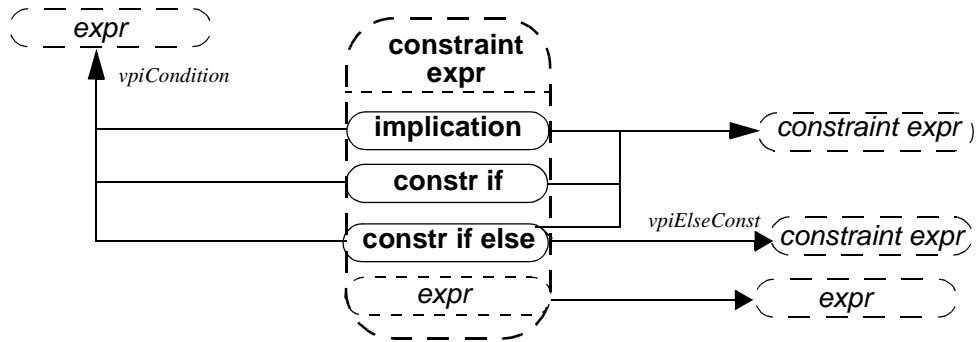 expr
vpiCondition
constraint
expr
implication
constraint expr
constr if
vpiElseConst
constr if else
constraint expr
expr
expr